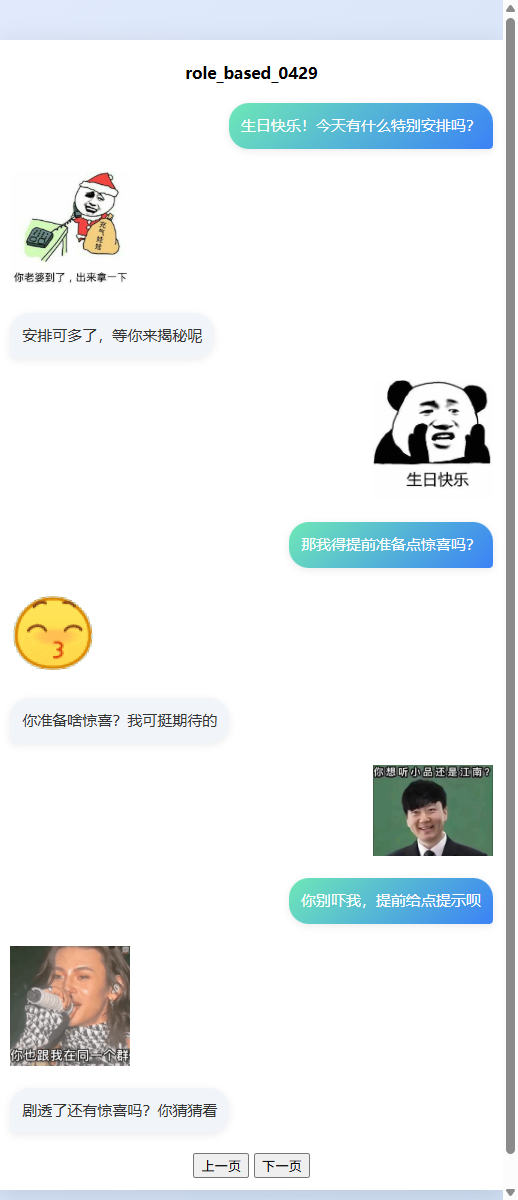 role_based_0429
生日快乐！今天有什么特别安排吗？
充气娃娃
你老婆到了，出来拿一下
安排可多了，等你来揭秘呢
生日快乐
那我得提前准备点惊喜吗？
你准备啥惊喜？我可挺期待的
你想听小品还是江南？
你别吓我，提前给点提示呗
你也跟我在同一个群
剧透了还有惊喜吗？你猜猜看
上一页 下一页